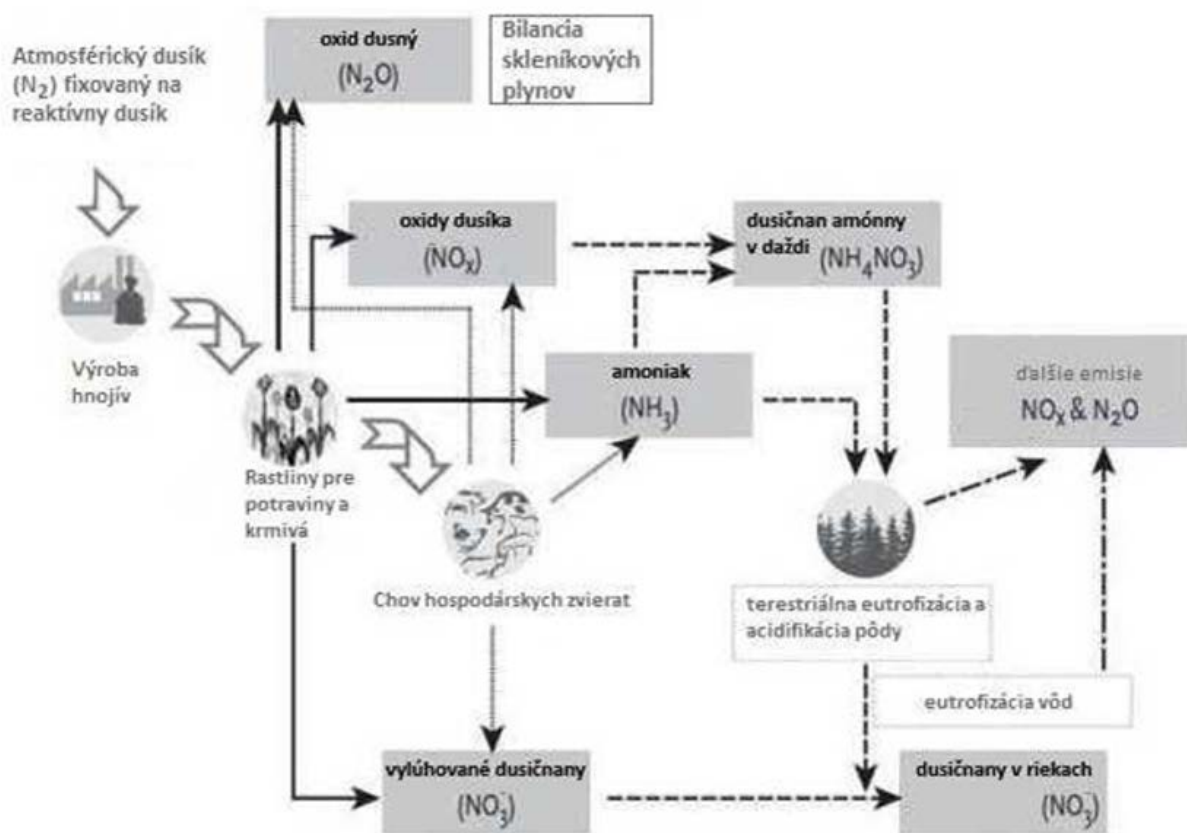 oxid dusný
(N₂O)
Bilancia
skleníkových
plynov
Atmosférický dusík
(N₂) fixovaný na
reaktívny dusík
oxidy dusíka
(NOₓ)
dusičnan amónny
v daždi (NH₄NO₃)
Výroba
hnojív
amoniak
(NH₃)
ďalšie emisie
NOₓ & N₂O
Rastliny pre
potraviny a
krmivá
Chov hospodárskych zvierat
terestriálna eutrofizácia a
acidifikácia pôdy
eutrofizácia vôd
vylúhované dusičnany
(NO₃⁻)
dusičnany v riekach
(NO₃⁻)